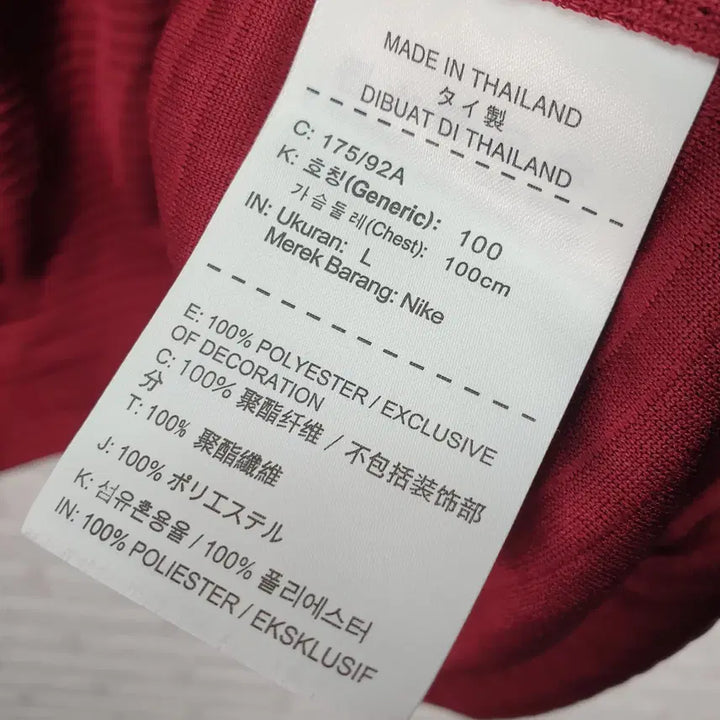 MADE IN THAILAND
タイ製
DIBUAT DI THAILAND
C: 175/92A
K: 호칭(Generic): 100
가슴둘레(Chest): 100cm
IN: Ukuran: L
Merek Barang: Nike
E: 100% POLYESTER / EXCLUSIVE
OF DECORATION
C: 100% 聚酯纤维 / 不包括装饰部
分
T: 100% 聚酯纖維
J: 100% ポリエステル
K: 섬유혼용율 / 100% 폴리에스터
IN: 100% POLIESTER / EKSKLUSIF